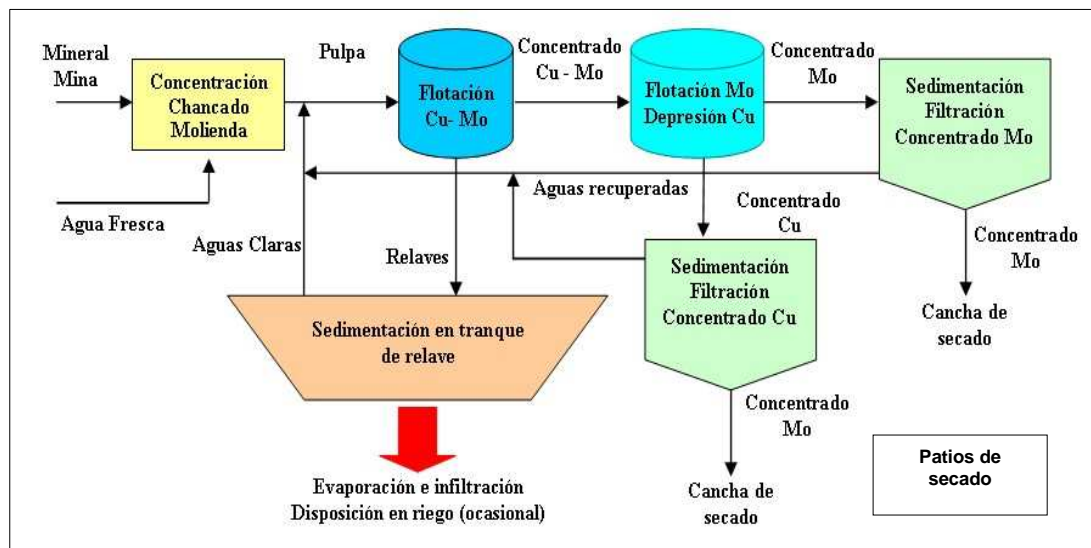 Mineral
Mina
Concentración
Chancado
Molienda
Agua Fresca
Pulpa
Flotación
Cu- Mo
Concentrado
Cu - Mo
Flotación Mo
Depresión Cu
Concentrado
Mo
Sedimentación
Filtración
Concentrado Mo
Aguas recuperadas
Aguas Claras
Relaves
Concentrado
Cu
Concentrado
Mo
Cancha de
secado
Sedimentación en tranque
de relave
Sedimentación
Filtración
Concentrado Cu
Concentrado
Mo
Cancha de
secado
Evaporación e infiltración
Disposición en riego (ocasional)
Patios de
secado